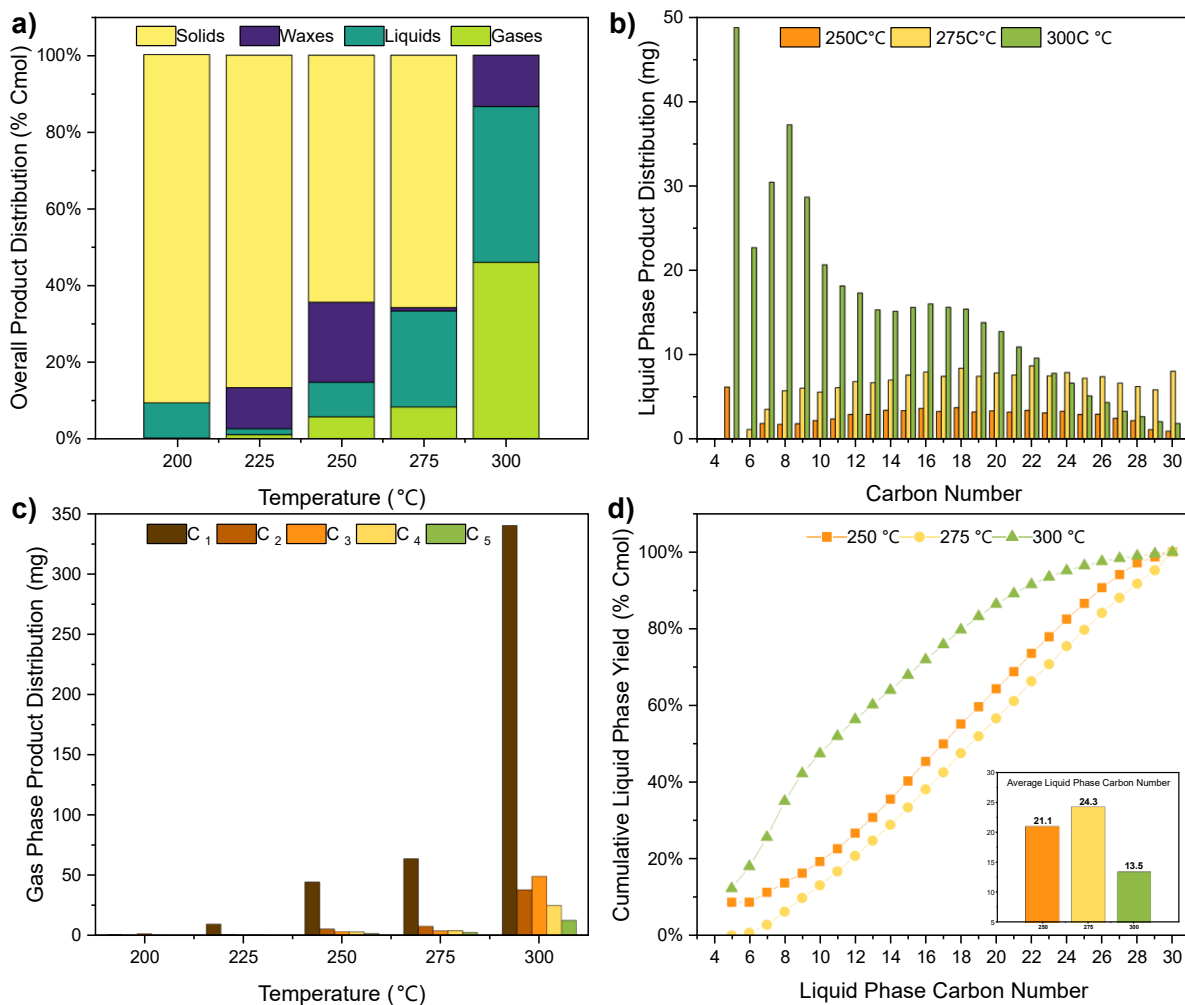 a)
Solids Waxes Liquids Gases
100%
80%
60%
40%
20%
0%
Overall Product Distribution (% Cmol)
200 225 250 275 300
Temperature (°C)
b)
250C°C 275C°C 300C °C
50
40
30
20
10
0
Liquid Phase Product Distribution (mg)
4 6 8 10 12 14 16 18 20 22 24 26 28 30
Carbon Number
c)
C 1 C 2 C 3 C 4 C 5
350
300
250
200
150
100
50
0
Gas Phase Product Distribution (mg)
200 225 250 275 300
Temperature (°C)
d)
250 °C 275 °C 300 °C
100%
80%
60%
40%
20%
0%
Cumulative Liquid Phase Yield (% Cmol)
4 6 8 10 12 14 16 18 20 22 24 26 28 30
Liquid Phase Carbon Number
Average Liquid Phase Carbon Number
30
25
20
15
10
5
21.1
24.3
13.5
250 275 300